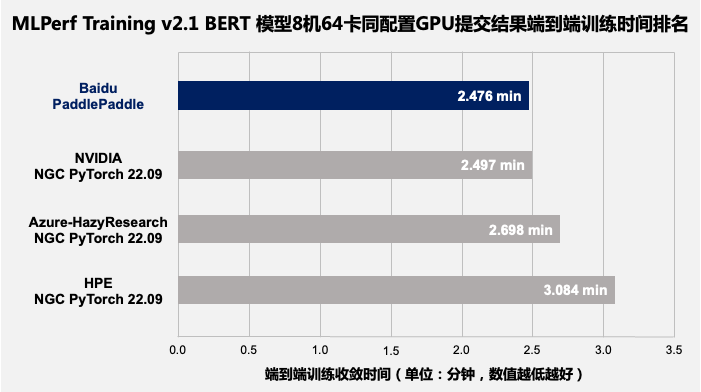 MLPerf Training v2.1 BERT 模型8机64卡同配置GPU提交结果端到端训练时间排名
Baidu
PaddlePaddle
2.476 min
NVIDIA
NGC PyTorch 22.09
2.497 min
Azure-HazyResearch
NGC PyTorch 22.09
2.698 min
HPE
NGC PyTorch 22.09
3.084 min
0.0 0.5 1.0 1.5 2.0 2.5 3.0 3.5
端到端训练收敛时间（单位：分钟，数值越低越好）